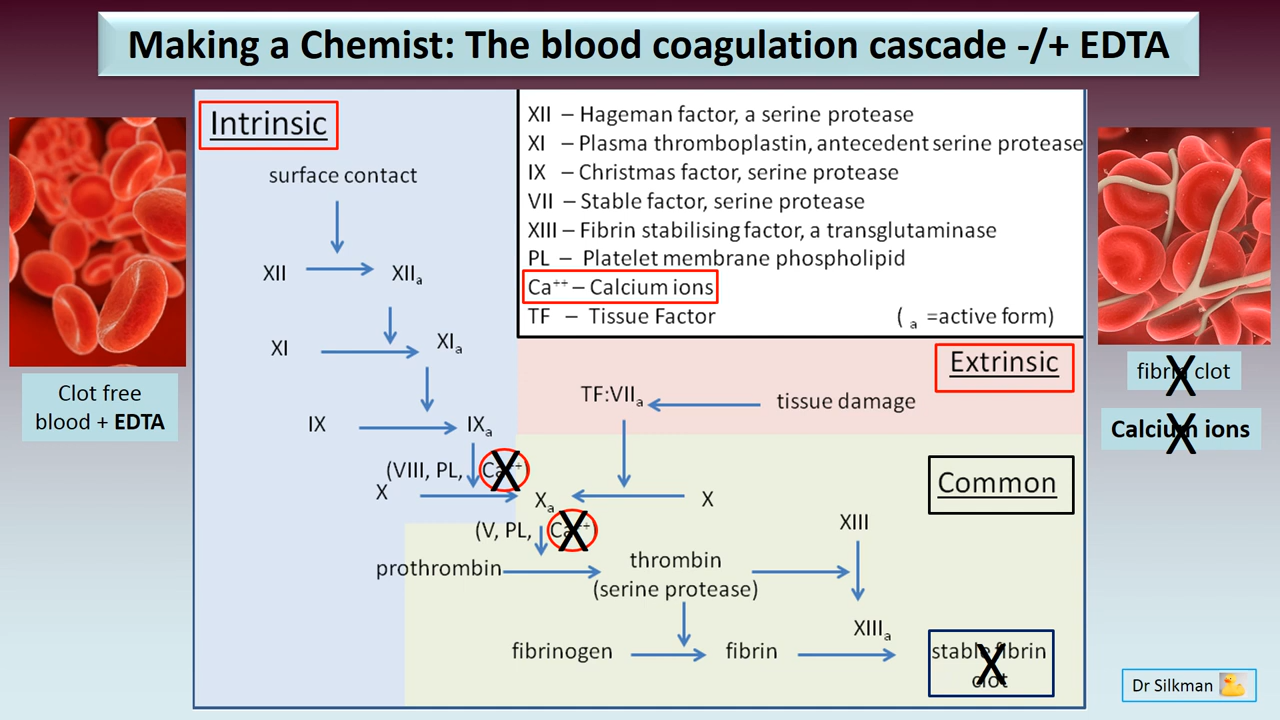 Making a Chemist: The blood coagulation cascade -/+ EDTA
Intrinsic
surface contact
XII
XIIa
XI
XIa
IX
IXa
(VIII, PL, Ca++
X
Xa
X
(V, PL, Ca++
prothrombin
thrombin
(serine protease)
fibrinogen
fibrin
XIII
XIIIa
stable fibrin
clot
XII – Hageman factor, a serine protease
XI – Plasma thromboplastin, antecedent serine protease
IX – Christmas factor, serine protease
VII – Stable factor, serine protease
XIII – Fibrin stabilising factor, a transglutaminase
PL – Platelet membrane phospholipid
Ca++ – Calcium ions
TF – Tissue Factor
( a =active form)
Extrinsic
TF:VIIa
tissue damage
Common
Clot free
blood + EDTA
fibrin clot
Calcium ions
Dr Silkman